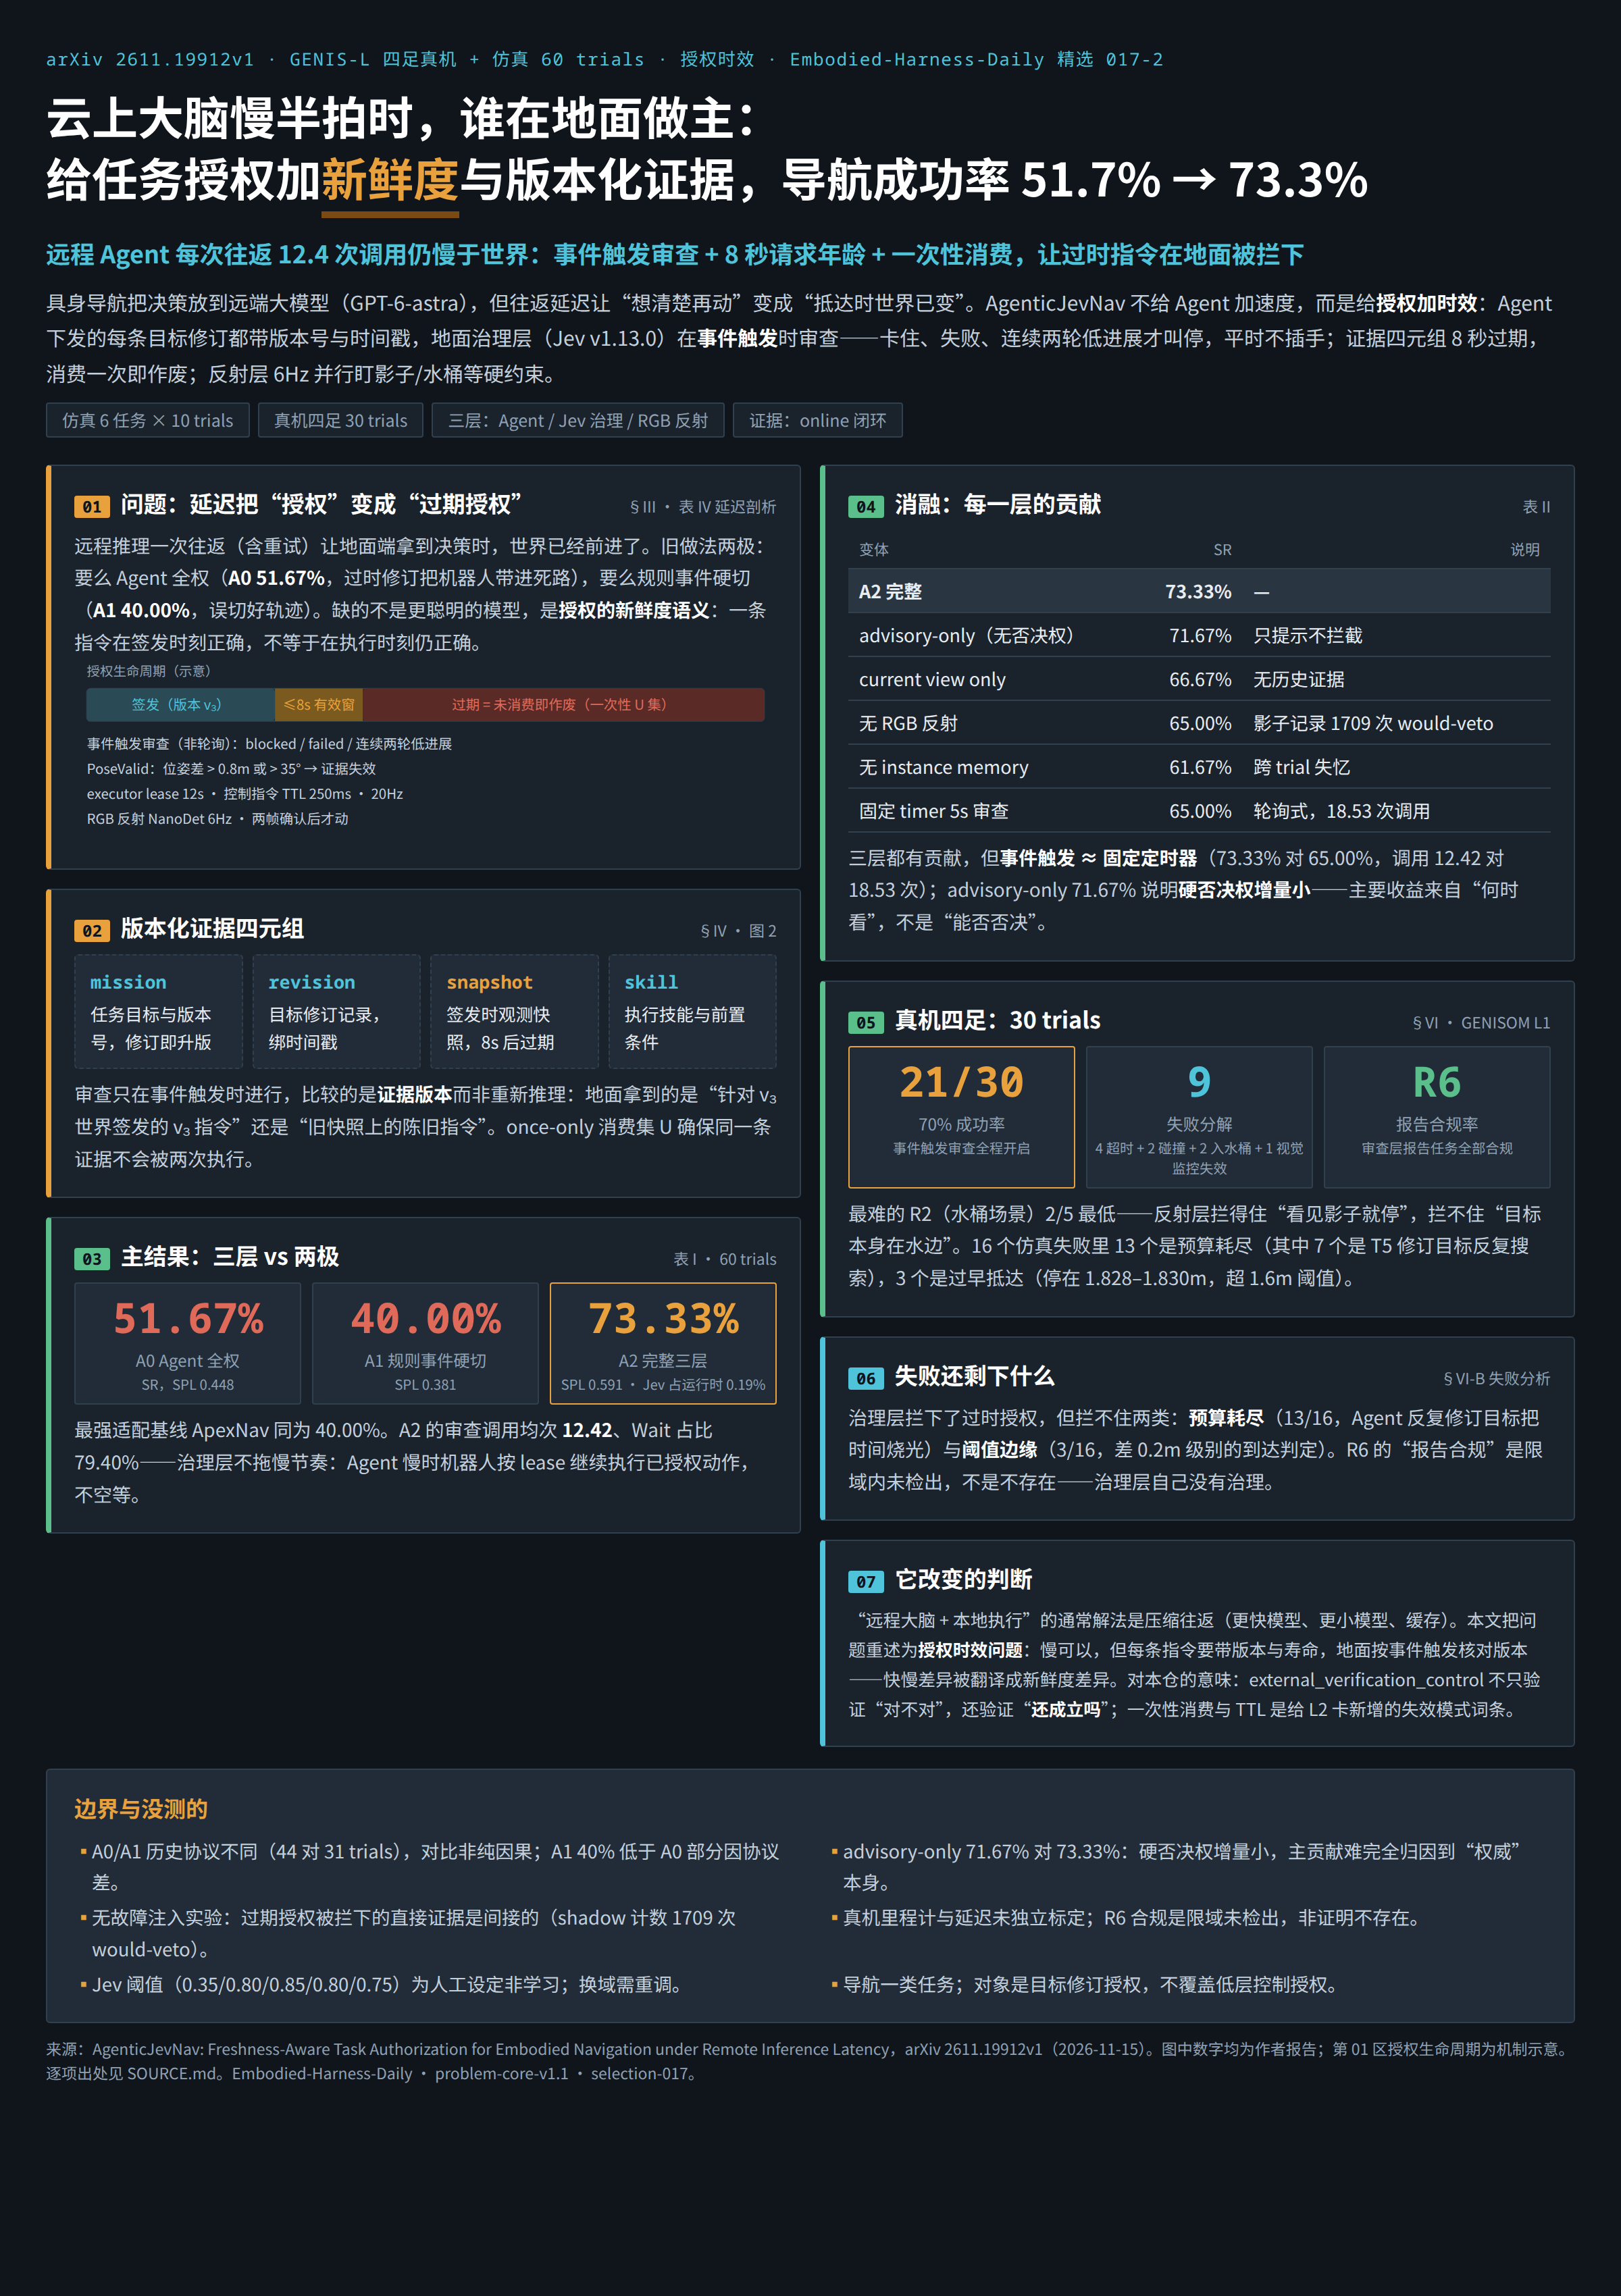 arXiv 2611.19912v1 · GENIS-L 四足真机 + 仿真 60 trials · 授权时效 · Embodied-Harness-Daily 精选 017-2
云上大脑慢半拍时，谁在地面做主：
给任务授权加新鲜度与版本化证据，导航成功率 51.7% → 73.3%
远程 Agent 每次往返 12.4 次调用仍慢于世界：事件触发审查 + 8 秒请求年龄 + 一次性消费，让过时指令在地面被拦下
具身导航把决策放到远端大模型（GPT-6-astra），但往返延迟让“想清楚再动”变成“抵达时世界已变”。AgenticJevNav 不给 Agent 加速度，而是给授权加时效：Agent
下发的每条目标修订都带版本号与时间戳，地面治理层（Jev v1.13.0）在事件触发时审查——卡住、失败、连续两轮低进展才叫停，平时不插手；证据四元组 8 秒过期，
消费一次即作废；反射层 6Hz 并行盯影子/水桶等硬约束。
仿真 6 任务 × 10 trials
真机四足 30 trials
三层：Agent / Jev 治理 / RGB 反射
证据：online 闭环
01 问题：延迟把“授权”变成“过期授权” § III · 表 IV 延迟剖析
远程推理一次往返（含重试）让地面端拿到决策时，世界已经前进了。旧做法两极：
要么 Agent 全权（A0 51.67%，过时修订把机器人带进死路），要么规则事件硬切
（A1 40.00%，误切好轨迹）。缺的不是更聪明的模型，是授权的新鲜度语义：一条
指令在签发时刻正确，不等于在执行时刻仍正确。
授权生命周期（示意）
签发（版本 v₃） ≤8s 有效窗 过期 = 未消费即作废（一次性 U 集）
事件触发审查（非轮询）：blocked / failed / 连续两轮低进展
PoseValid：位姿差 > 0.8m 或 > 35° → 证据失效
executor lease 12s · 控制指令 TTL 250ms · 20Hz
RGB 反射 NanoDet 6Hz · 两帧确认后才动
02 版本化证据四元组 § IV · 图 2
mission
任务目标与版本
号，修订即升版
revision
目标修订记录，
绑时间戳
snapshot
签发时观测快
照，8s 后过期
skill
执行技能与前置
条件
审查只在事件触发时进行，比较的是证据版本而非重新推理：地面拿到的是“针对 v₃
世界签发的 v₃ 指令”还是“旧快照上的陈旧指令”。once-only 消费集 U 确保同一条
证据不会被两次执行。
03 主结果：三层 vs 两极 表 I · 60 trials
51.67%
A0 Agent 全权
SR，SPL 0.448
40.00%
A1 规则事件硬切
SPL 0.381
73.33%
A2 完整三层
SPL 0.591 · Jev 占运行时 0.19%
最强适配基线 ApexNav 同为 40.00%。A2 的审查调用均次 12.42、Wait 占比
79.40%——治理层不拖慢节奏：Agent 慢时机器人按 lease 继续执行已授权动作，
不空等。
04 消融：每一层的贡献 表 II
变体 SR 说明
A2 完整 73.33% —
advisory-only（无否决权） 71.67% 只提示不拦截
current view only 66.67% 无历史证据
无 RGB 反射 65.00% 影子记录 1709 次 would-veto
无 instance memory 61.67% 跨 trial 失忆
固定 timer 5s 审查 65.00% 轮询式，18.53 次调用
三层都有贡献，但事件触发 ≈ 固定定时器（73.33% 对 65.00%，调用 12.42 对
18.53 次）；advisory-only 71.67% 说明硬否决权增量小——主要收益来自“何时
看”，不是“能否否决”。
05 真机四足：30 trials § VI · GENISOM L1
21/30
70% 成功率
事件触发审查全程开启
9
失败分解
4 超时 + 2 碰撞 + 2 入水桶 + 1 视觉
监控失效
R6
报告合规率
审查层报告任务全部合规
最难的 R2（水桶场景）2/5 最低——反射层拦得住“看见影子就停”，拦不住“目标
本身在水边”。16 个仿真失败里 13 个是预算耗尽（其中 7 个是 T5 修订目标反复搜
索），3 个是过早抵达（停在 1.828–1.830m，超 1.6m 阈值）。
06 失败还剩下什么 § VI-B 失败分析
治理层拦下了过时授权，但拦不住两类：预算耗尽（13/16，Agent 反复修订目标把
时间烧光）与阈值边缘（3/16，差 0.2m 级别的到达判定）。R6 的“报告合规”是限
域内未检出，不是不存在——治理层自己没有治理。
07 它改变的判断
“远程大脑 + 本地执行”的通常解法是压缩往返（更快模型、更小模型、缓存）。本文把问
题重述为授权时效问题：慢可以，但每条指令要带版本与寿命，地面按事件触发核对版本
——快慢差异被翻译成新鲜度差异。对本仓的意味：external_verification_control 不只验
证“对不对”，还验证“还成立吗”；一次性消费与 TTL 是给 L2 卡新增的失效模式词条。
边界与没测的
▪ A0/A1 历史协议不同（44 对 31 trials），对比非纯因果；A1 40% 低于 A0 部分因协议
差。
▪ advisory-only 71.67% 对 73.33%：硬否决权增量小，主贡献难完全归因到“权威”
本身。
▪ 无故障注入实验：过期授权被拦下的直接证据是间接的（shadow 计数 1709 次
would-veto）。
▪ 真机里程计与延迟未独立标定；R6 合规是限域未检出，非证明不存在。
▪ Jev 阈值（0.35/0.80/0.85/0.80/0.75）为人工设定非学习；换域需重调。
▪ 导航一类任务；对象是目标修订授权，不覆盖低层控制授权。
来源：AgenticJevNav: Freshness-Aware Task Authorization for Embodied Navigation under Remote Inference Latency，arXiv 2611.19912v1（2026-11-15）。图中数字均为作者报告；第 01 区授权生命周期为机制示意。
逐项出处见 SOURCE.md。Embodied-Harness-Daily · problem-core-v1.1 · selection-017。